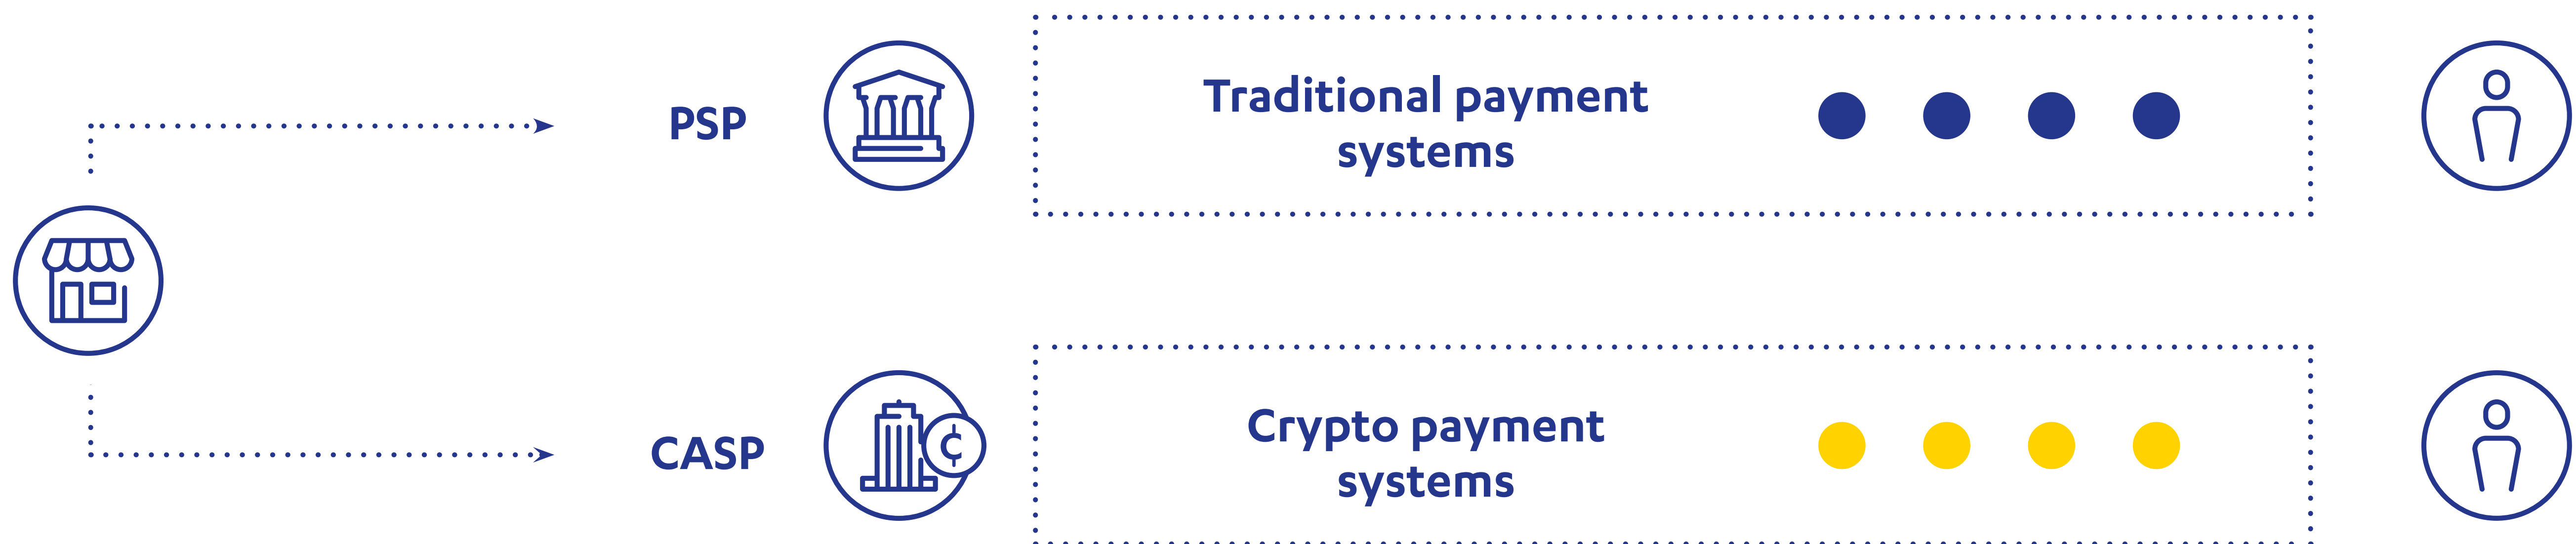 PSP
Traditional payment
systems
CASP
¢
Crypto payment
systems